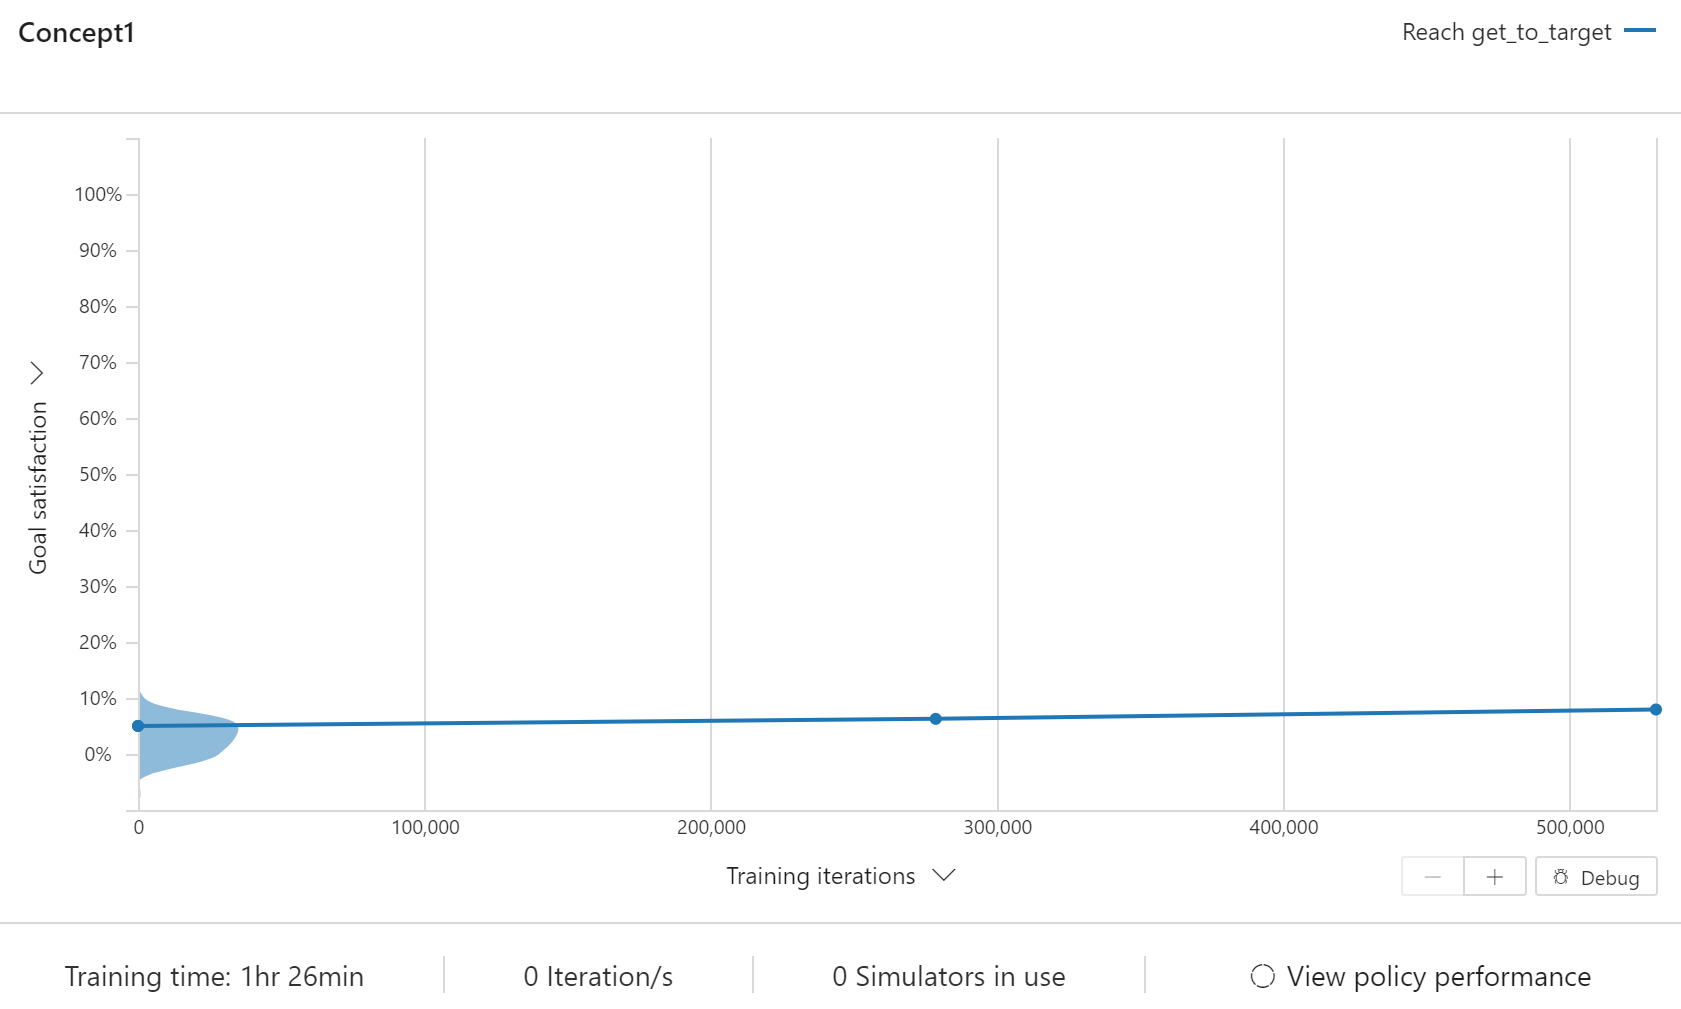 Concept1
Reach get_to_target
100%
90%
80%
70%
60%
50%
40%
30%
20%
10%
0%
Goal satisfaction
0 100,000 200,000 300,000 400,000 500,000
Training iterations
Debug
Training time: 1hr 26min
0 Iteration/s
0 Simulators in use
View policy performance